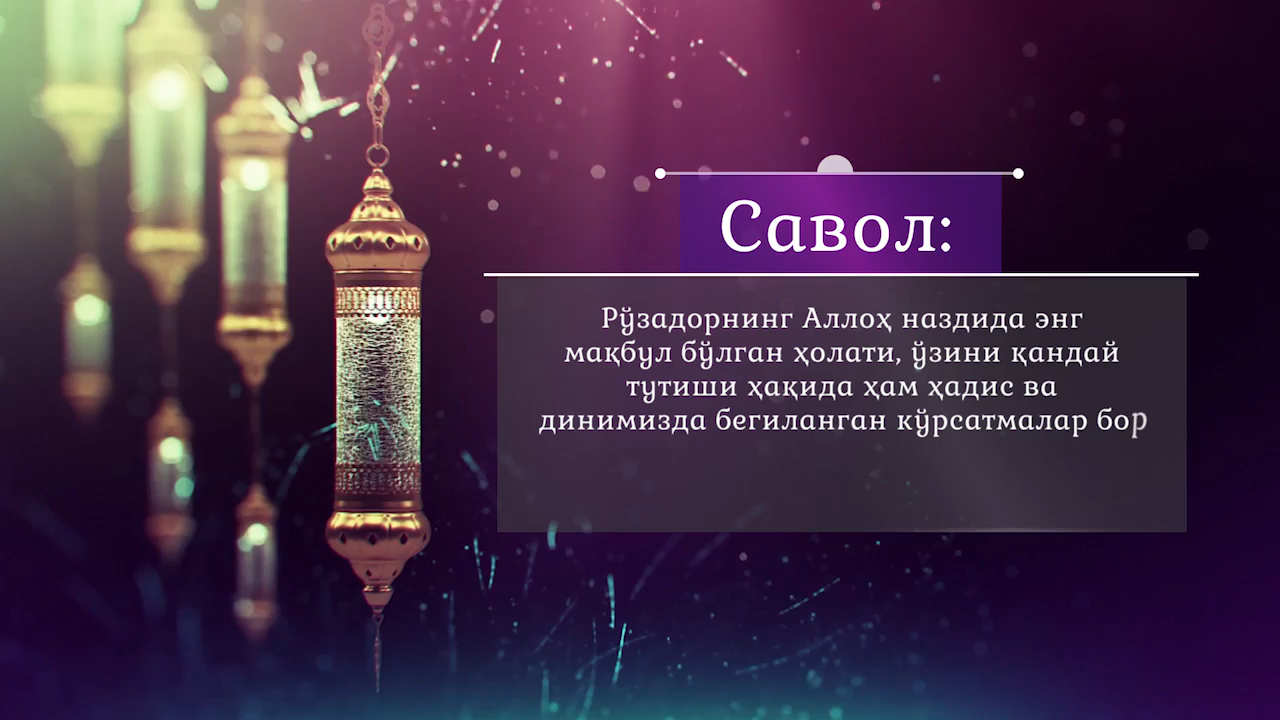 Савол:
Рўзадорнинг Аллоҳ наздида энг
мақбул бўлган ҳолати, ўзини қандай
тутиши ҳақида ҳам ҳадис ва
динимизда бегиланган кўрсатмалар бор